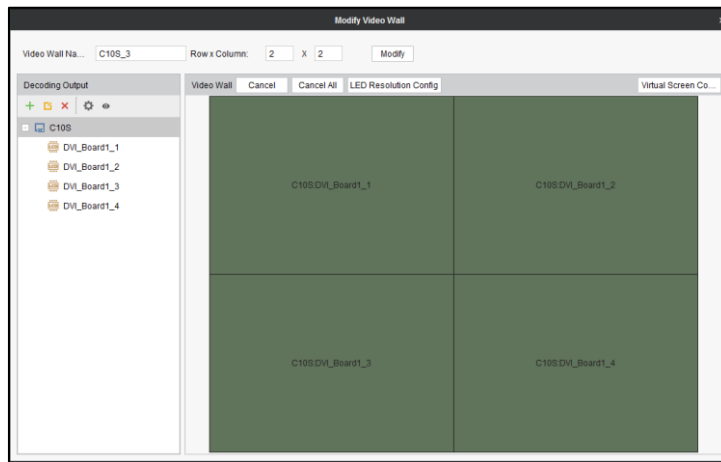 Modify Video Wall
Video Wall Na... C10S_3 Row x Column: 2 X 2 Modify
Decoding Output
Video Wall Cancel Cancel All LED Resolution Config Virtual Screen Co...
C10S
DVI_Board1_1
DVI_Board1_2
DVI_Board1_3
DVI_Board1_4
C10S:DVI_Board1_1 C10S:DVI_Board1_2
C10S:DVI_Board1_3 C10S:DVI_Board1_4